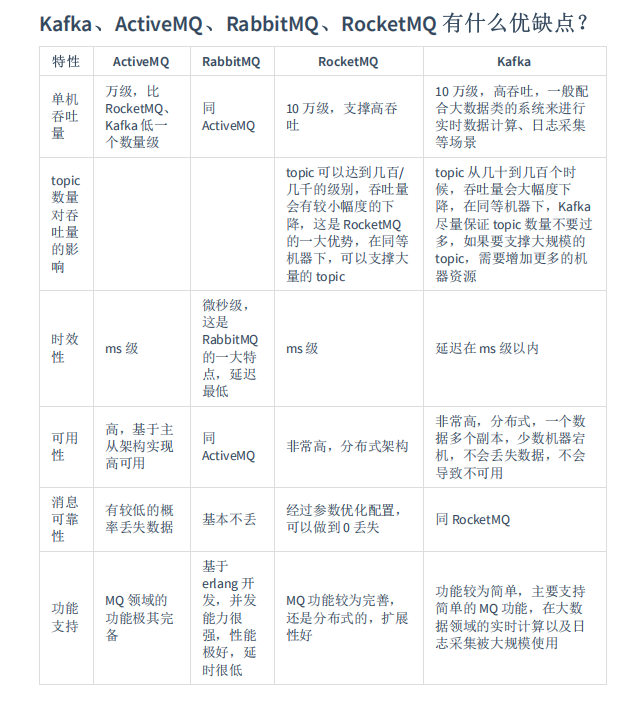 Kafka、ActiveMQ、RabbitMQ、RocketMQ 有什么优缺点？
特性
ActiveMQ
RabbitMQ
RocketMQ
Kafka
单机
吞吐
量
万级，比
RocketMQ、
Kafka 低一
个数量级
同
ActiveMQ
10 万级，支撑高吞
吐
10 万级，高吞吐，一般配
合大数据类的系统来进行
实时数据计算、日志采集
等场景
topic
数量
对吞
吐量
的影
响
topic 可以达到几百/
几千的级别，吞吐量
会有较小幅度的下
降，这是 RocketMQ
的一大优势，在同等
机器下，可以支撑大
量的 topic
topic 从几十到几百个时
候，吞吐量会大幅度下
降，在同等机器下，Kafka
尽量保证 topic 数量不要过
多，如果要支撑大规模的
topic，需要增加更多的机
器资源
时效
性
ms 级
微秒级，
这是
RabbitMQ
的一大特
点，延迟
最低
ms 级
延迟在 ms 级以内
可用
性
高，基于主
从架构实现
高可用
同
ActiveMQ
非常高，分布式架构
非常高，分布式，一个数
据多个副本，少数机器宕
机，不会丢失数据，不会
导致不可用
消息
可靠
性
有较低的概
率丢失数据
基本不丢
经过参数优化配置，
可以做到 0 丢失
同 RocketMQ
功能
支持
MQ 领域的
功能极其完
备
基于
erlang 开
发，并发
能力很
强，性能
极好，延
时很低
MQ 功能较为完善，
还是分布式的，扩展
性好
功能较为简单，主要支持
简单的 MQ 功能，在大数
据领域的实时计算以及日
志采集被大规模使用